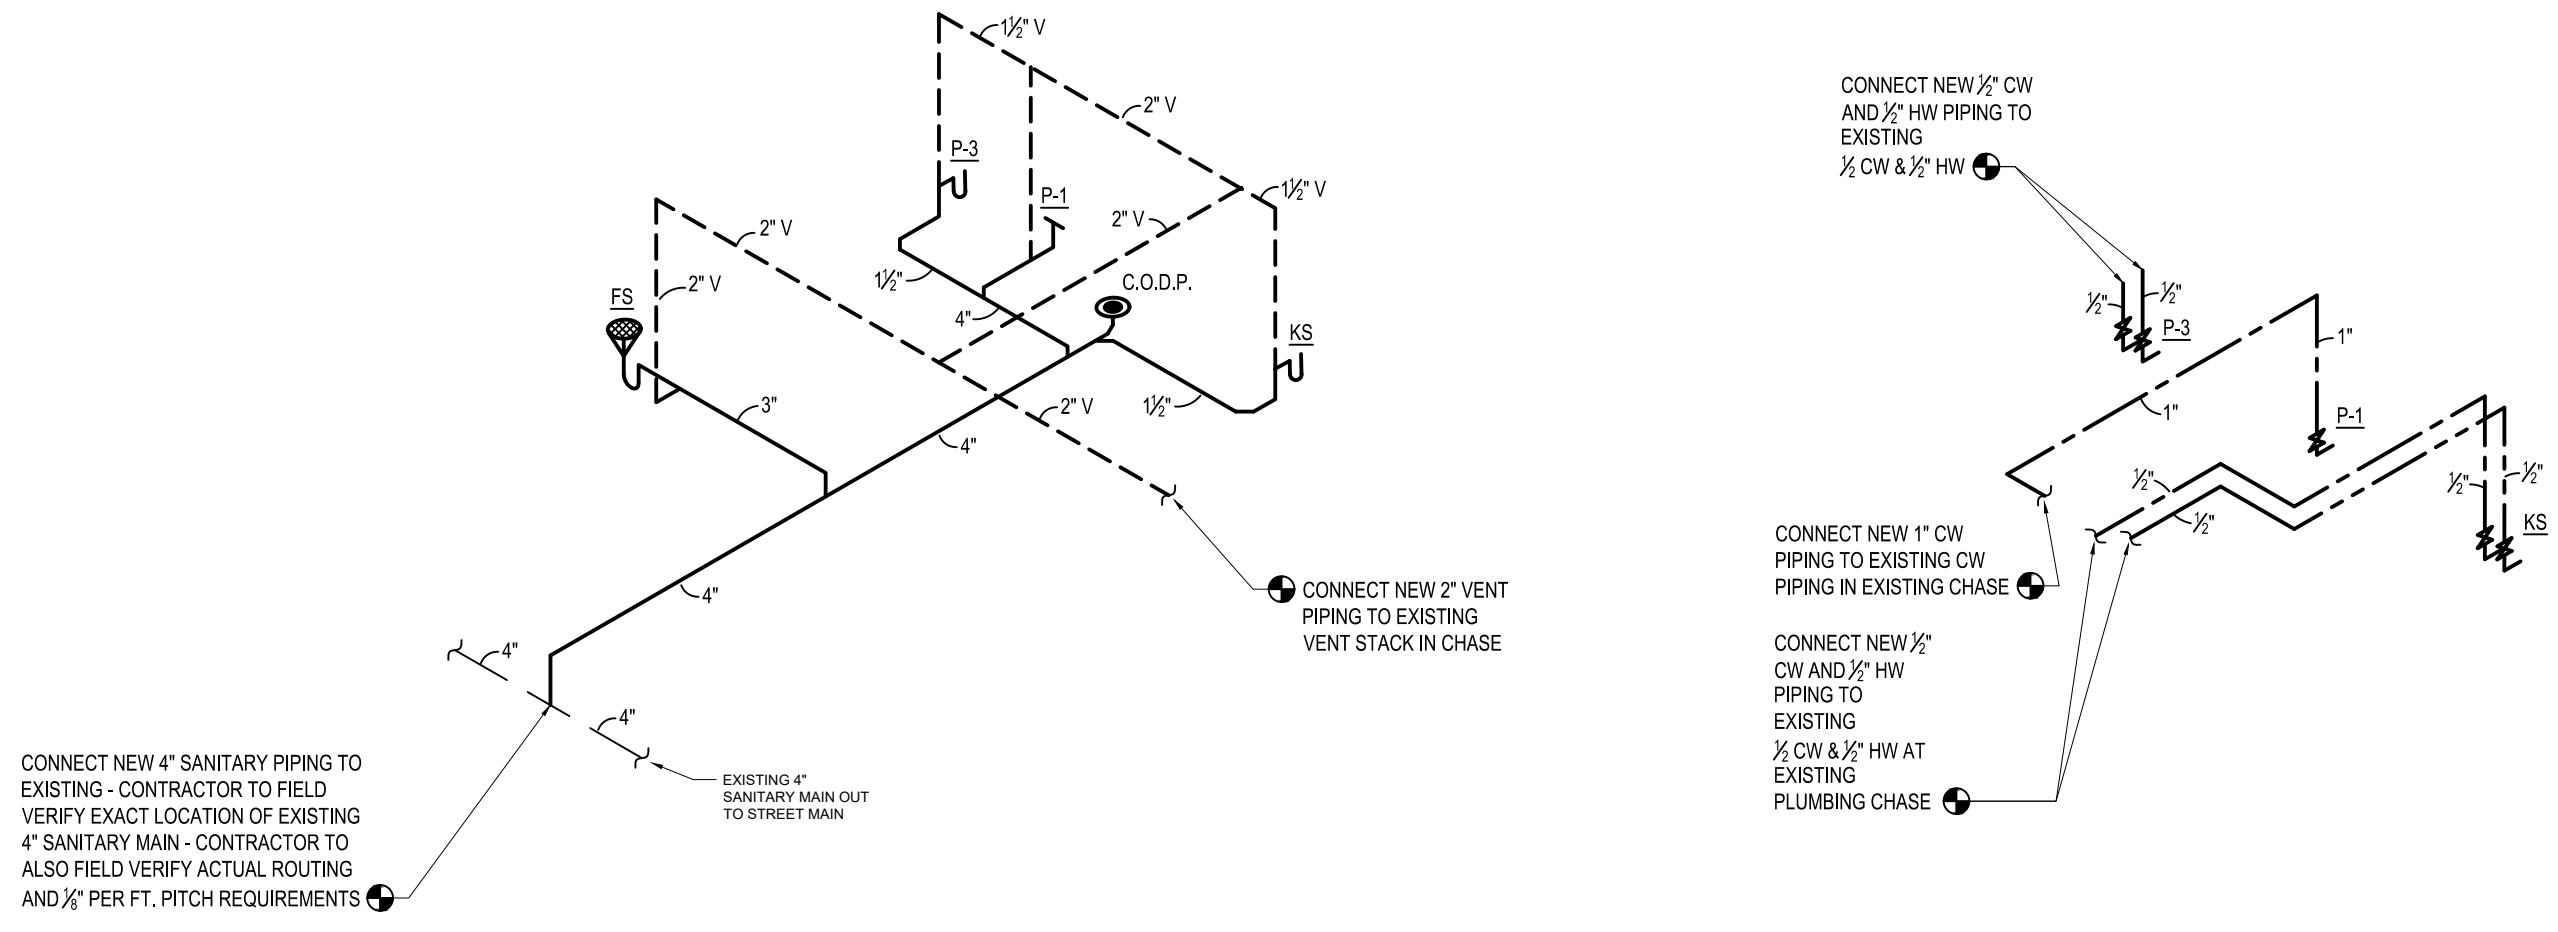 1½" V
2" V
P-3
P-1
1½" V
2" V
2" V
2" V
FS
1½"
4"
C.O.D.P.
KS
3"
2" V
1½"
4"
4"
4"
4"
CONNECT NEW 2" VENT
PIPING TO EXISTING
VENT STACK IN CHASE
EXISTING 4"
SANITARY MAIN OUT
TO STREET MAIN
CONNECT NEW 4" SANITARY PIPING TO
EXISTING - CONTRACTOR TO FIELD
VERIFY EXACT LOCATION OF EXISTING
4" SANITARY MAIN - CONTRACTOR TO
ALSO FIELD VERIFY ACTUAL ROUTING
AND ⅛" PER FT. PITCH REQUIREMENTS
CONNECT NEW ½" CW
AND ½" HW PIPING TO
EXISTING
½ CW & ½" HW
½"
½"
P-3
1"
1"
P-1
½"
½"
½"
½"
KS
CONNECT NEW 1" CW
PIPING TO EXISTING CW
PIPING IN EXISTING CHASE
CONNECT NEW ½"
CW AND ½" HW
PIPING TO
EXISTING
½ CW & ½" HW AT
EXISTING
PLUMBING CHASE